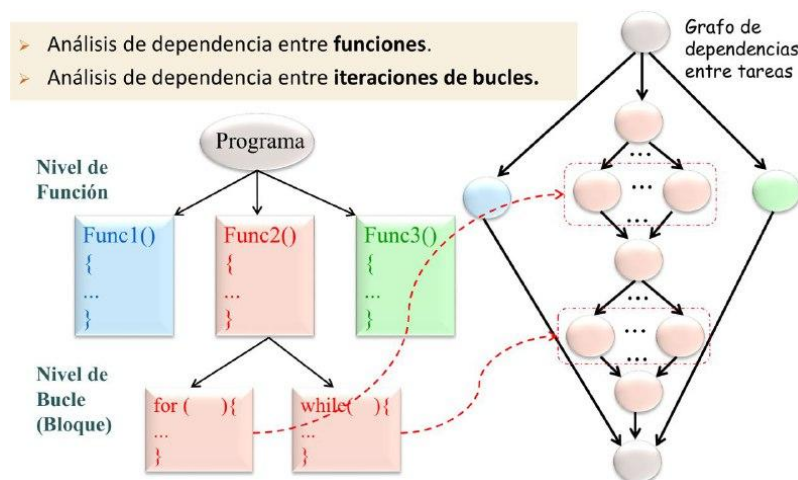 ➢ Análisis de dependencia entre funciones.
➢ Análisis de dependencia entre iteraciones de bucles.
Grafo de
dependencias
entre tareas
Programa
Nivel de
Función
Func1()
{
...
}
Func2()
{
...
}
Func3()
{
...
}
Nivel de
Bucle
(Bloque)
for ( ){
...
}
while( ){
...
}
...
...
...
...
...
...